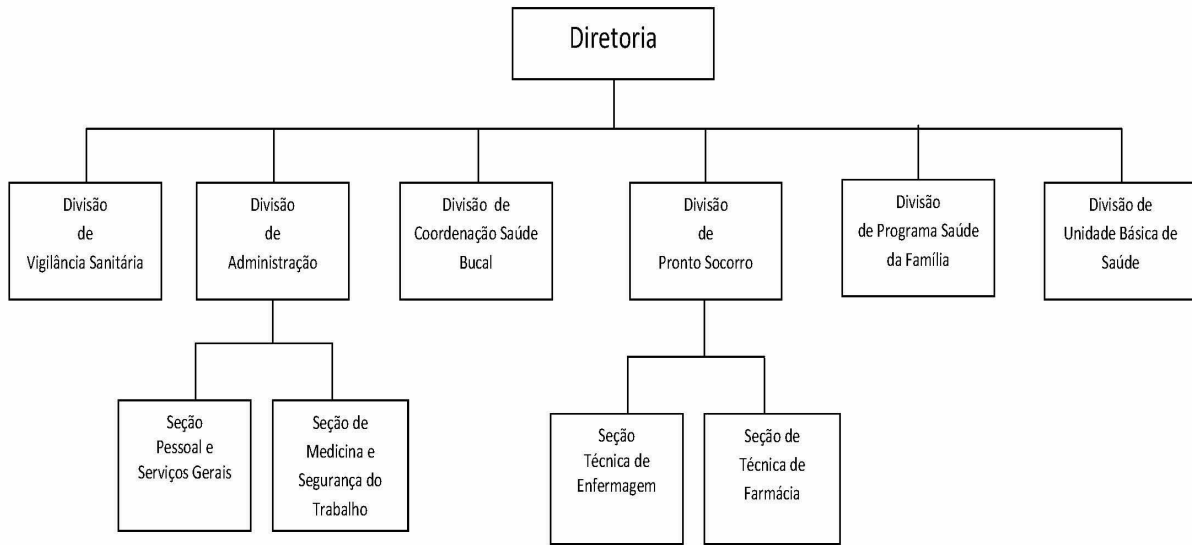 Diretoria
Divisão
de
Vigilância Sanitária
Divisão
de
Administração
Divisão de
Coordenação Saúde
Bucal
Divisão
de
Pronto Socorro
Divisão
de Programa Saúde
da Família
Divisão de
Unidade Básica de
Saúde
Seção
Pessoal e
Serviços Gerais
Seção de
Medicina e
Segurança do
Trabalho
Seção
Técnica de
Enfermagem
Seção de
Técnica de
Farmácia